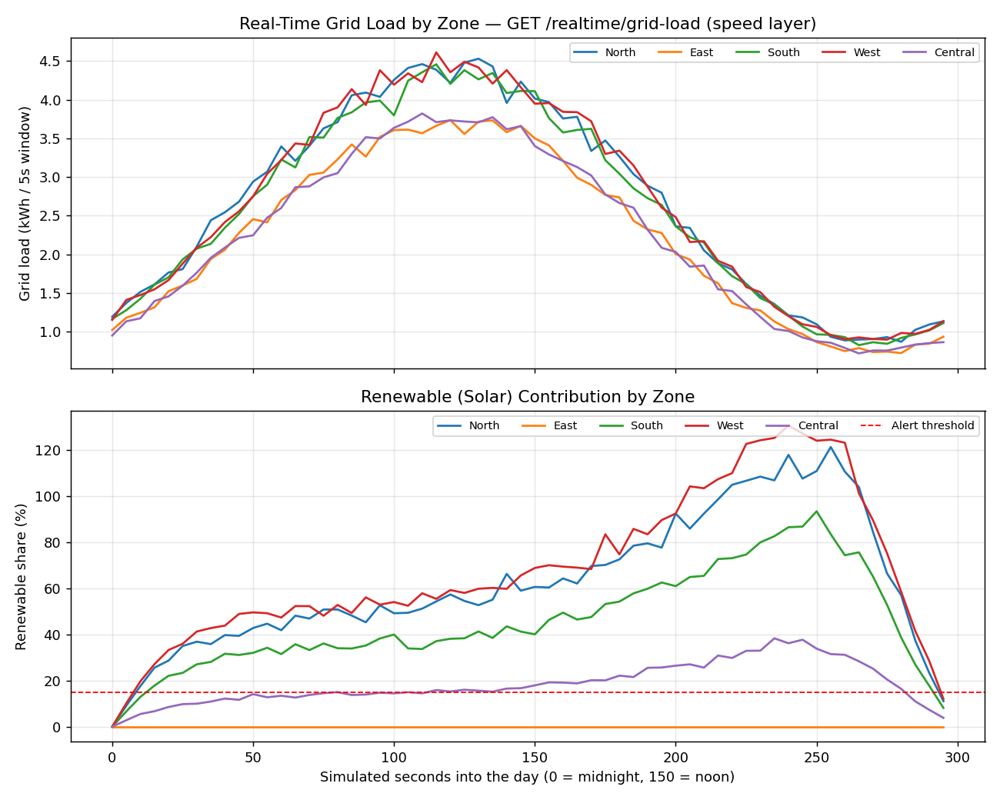 Real-Time Grid Load by Zone — GET /realtime/grid-load (speed layer)
North East South West Central
4.5
4.0
3.5
3.0
2.5
2.0
1.5
1.0
Grid load (kWh / 5s window)
Renewable (Solar) Contribution by Zone
North East South West Central Alert threshold
120
100
80
60
40
20
0
Renewable share (%)
0 50 100 150 200 250 300
Simulated seconds into the day (0 = midnight, 150 = noon)